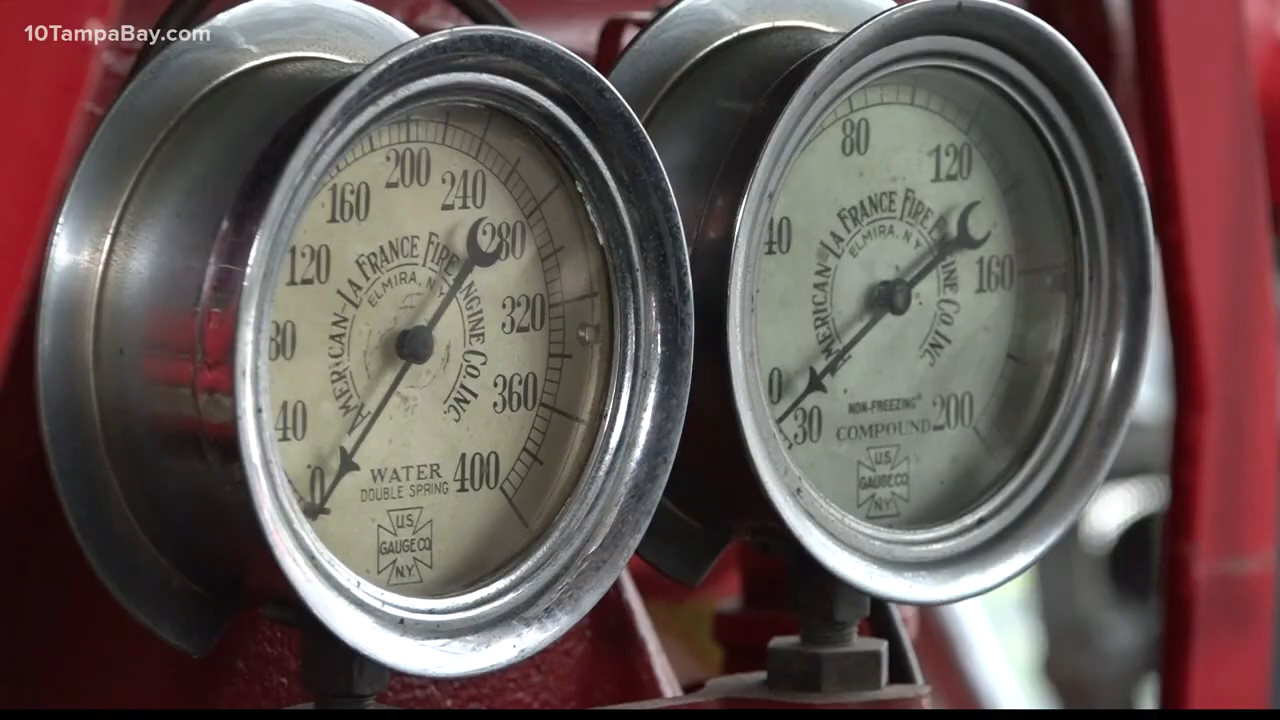 10TampaBay.com
0
40
80
120
160
200
240
280
320
360
400
AMERICAN-LA FRANCE FIRE ENGINE CO. INC.
ELMIRA, N.Y.
WATER
DOUBLE SPRING
U.S.
GAUGE CO
N.Y.
30
0
40
80
120
160
200
AMERICAN-LA FRANCE FIRE
INE CO. INC.
ELMIRA, N.Y.
NON-FREEZING
COMPOUND
U.S.
GAUGE CO
N.Y.